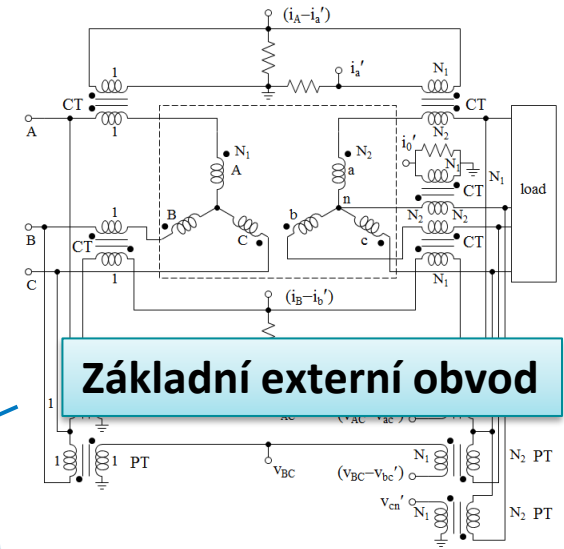 (iA–ia′)
1
ia′
N1
CT
CT
A
1
N2
i0′
N1
N2
N1
N1
A
a
CT
load
n
1
B
b
N2
N2
B
C
c
CT
CT
C
1
N1
(iB–ib′)
Základní externí obvod
1
(vAC–vac′)
1
1
PT
vBC
N1
(vBC–vbc′)
N2 PT
vcn′
N1
N2 PT